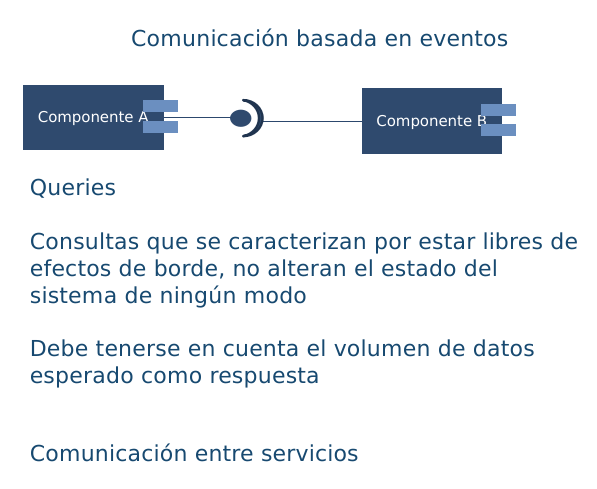 Comunicación basada en eventos
Componente A
Componente B
Queries
Consultas que se caracterizan por estar libres de
efectos de borde, no alteran el estado del
sistema de ningún modo
Debe tenerse en cuenta el volumen de datos
esperado como respuesta
Comunicación entre servicios